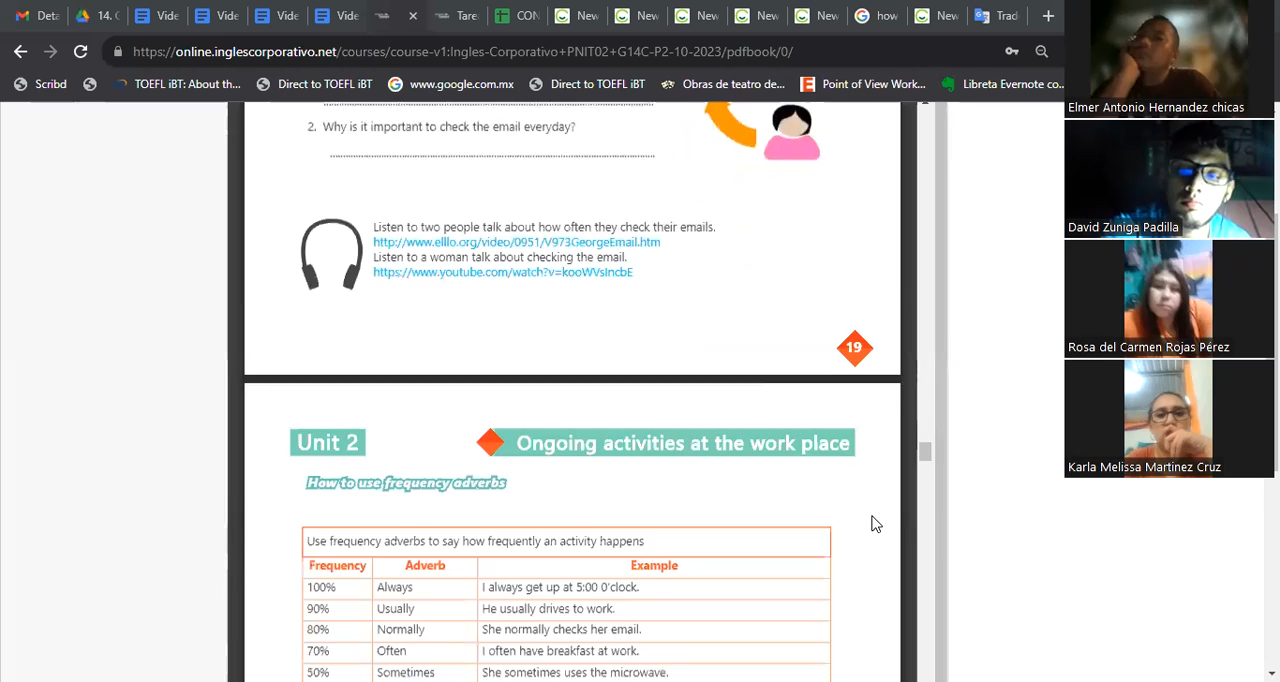 Deta
14. C
Vide
Vide
Vide
Vide
Tare
CON
New
New
New
New
New
how
New
Trad
https://online.inglescorporativo.net/courses/course-v1:Ingles-Corporativo+PNIT02+G14C-P2-10-2023/pdfbook/0/
Scribd
TOEFL iBT: About th...
Direct to TOEFL iBT
www.google.com.mx
Direct to TOEFL iBT
Obras de teatro de...
Point of View Work...
Libreta Evernote co...
Elmer Antonio Hernandez chicas
David Zuniga Padilla
Rosa del Carmen Rojas Pérez
Karla Melissa Martínez Cruz
2. Why is it important to check the email everyday?
Listen to two people talk about how often they check their emails.
http://www.elllo.org/video/0951/V973GeorgeEmail.htm
Listen to a woman talk about checking the email.
https://www.youtube.com/watch?v=kooWVsIncbE
19
Unit 2
Ongoing activities at the work place
How to use frequency adverbs
Use frequency adverbs to say how frequently an activity happens
Frequency Adverb Example
100% Always I always get up at 5:00 O'clock.
90% Usually He usually drives to work.
80% Normally She normally checks her email.
70% Often I often have breakfast at work.
50% Sometimes She sometimes uses the microwave.